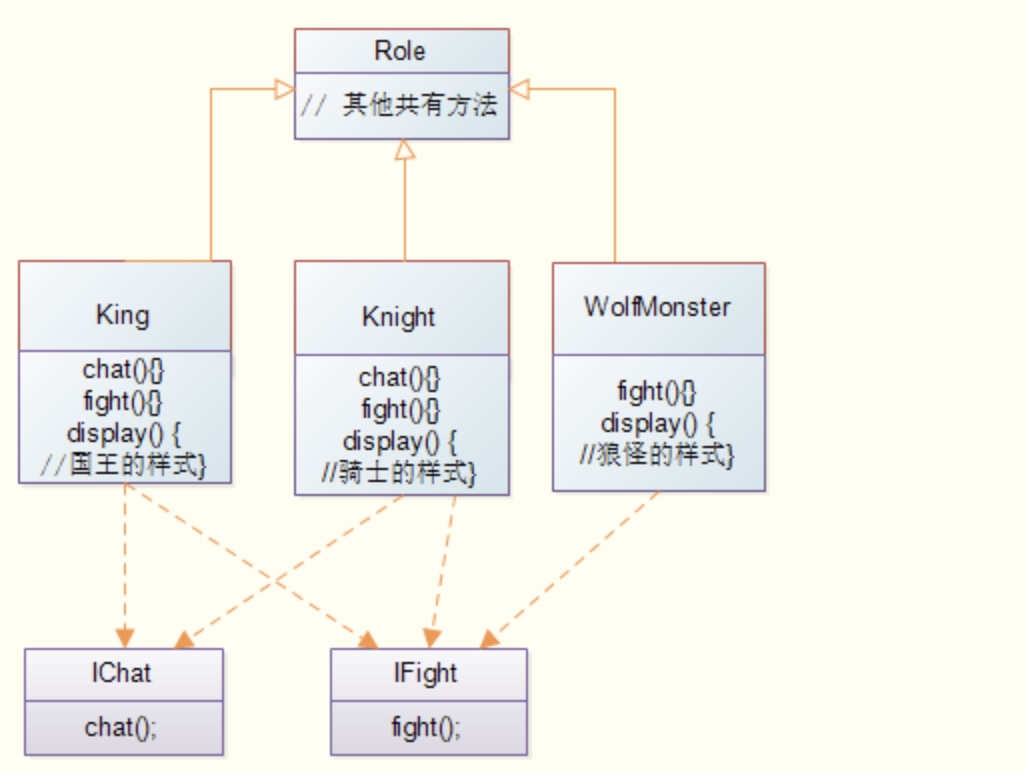 Role
// 其他共有方法
King
chat(){}
fight(){}
display() {
//国王的样式}
Knight
chat(){}
fight(){}
display() {
//骑士的样式}
WolfMonster
fight(){}
display() {
//狼怪的样式}
IChat
chat();
IFight
fight();